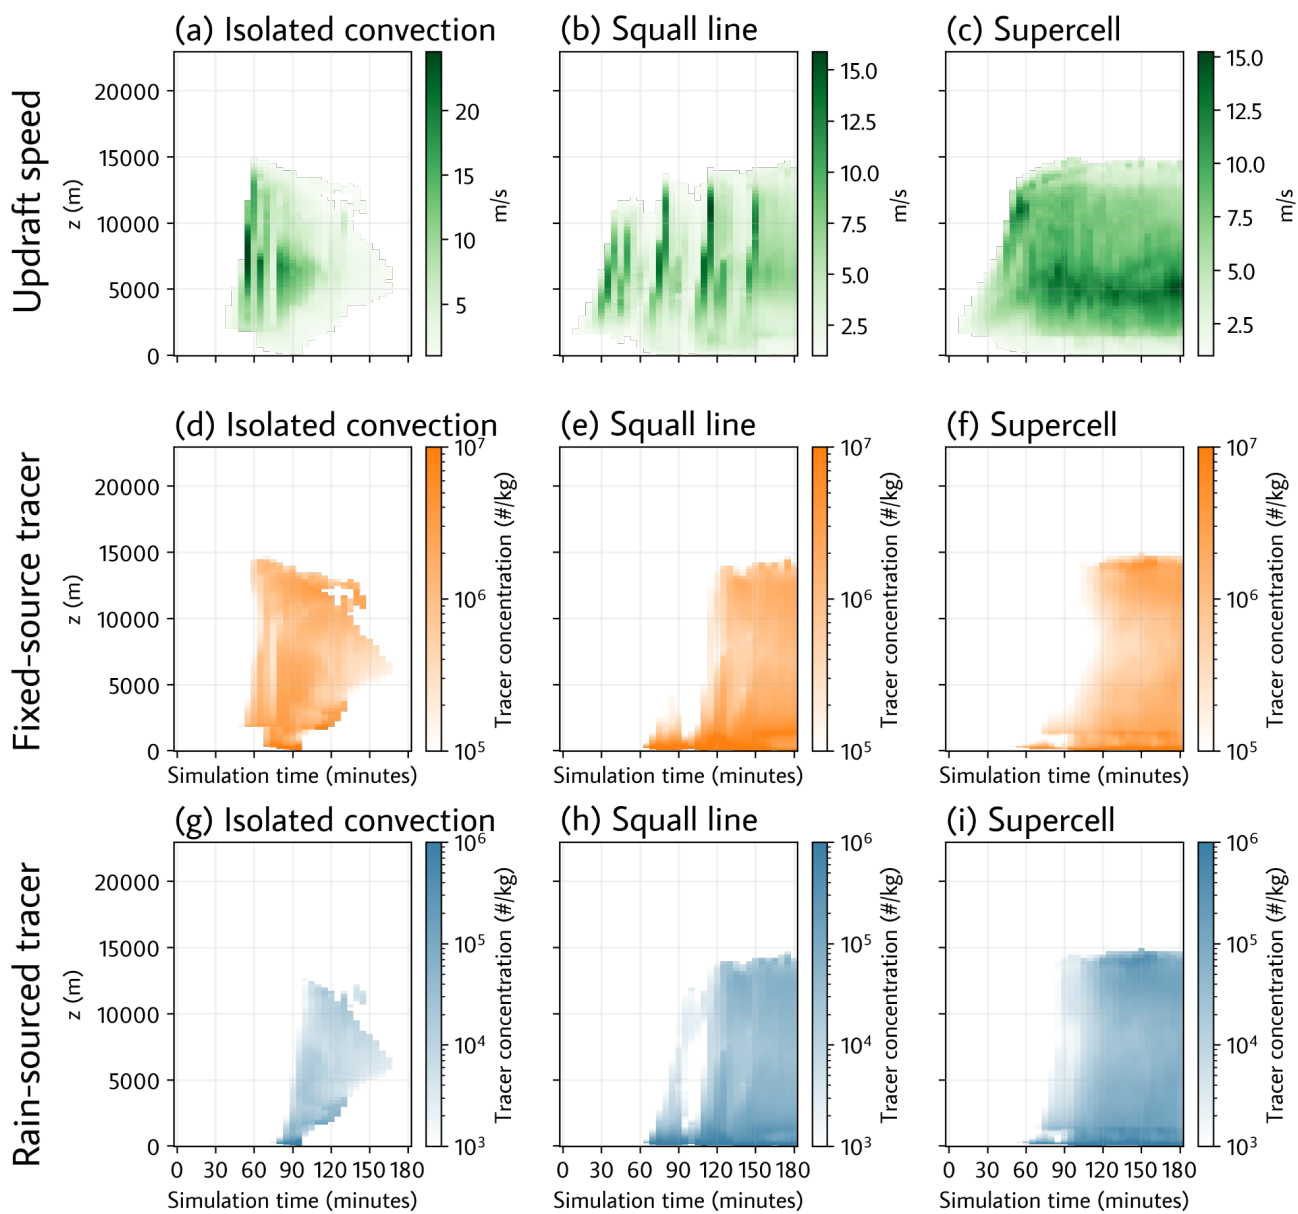 (a) Isolated convection
(b) Squall line
(c) Supercell
Updraft speed
z (m)
20000
15000
10000
5000
0
20
15
10
5
m/s
15.0
12.5
10.0
7.5
5.0
2.5
m/s
15.0
12.5
10.0
7.5
5.0
2.5
m/s
(d) Isolated convection
(e) Squall line
(f) Supercell
Fixed-source tracer
z (m)
20000
15000
10000
5000
0
Simulation time (minutes)
10⁷
10⁶
10⁵
Tracer concentration (#/kg)
Simulation time (minutes)
10⁷
10⁶
10⁵
Tracer concentration (#/kg)
Simulation time (minutes)
10⁷
10⁶
10⁵
Tracer concentration (#/kg)
(g) Isolated convection
(h) Squall line
(i) Supercell
Rain-sourced tracer
z (m)
20000
15000
10000
5000
0
0 30 60 90 120 150 180
Simulation time (minutes)
10⁶
10⁵
10⁴
10³
Tracer concentration (#/kg)
0 30 60 90 120 150 180
Simulation time (minutes)
10⁶
10⁵
10⁴
10³
Tracer concentration (#/kg)
0 30 60 90 120 150 180
Simulation time (minutes)
10⁶
10⁵
10⁴
10³
Tracer concentration (#/kg)